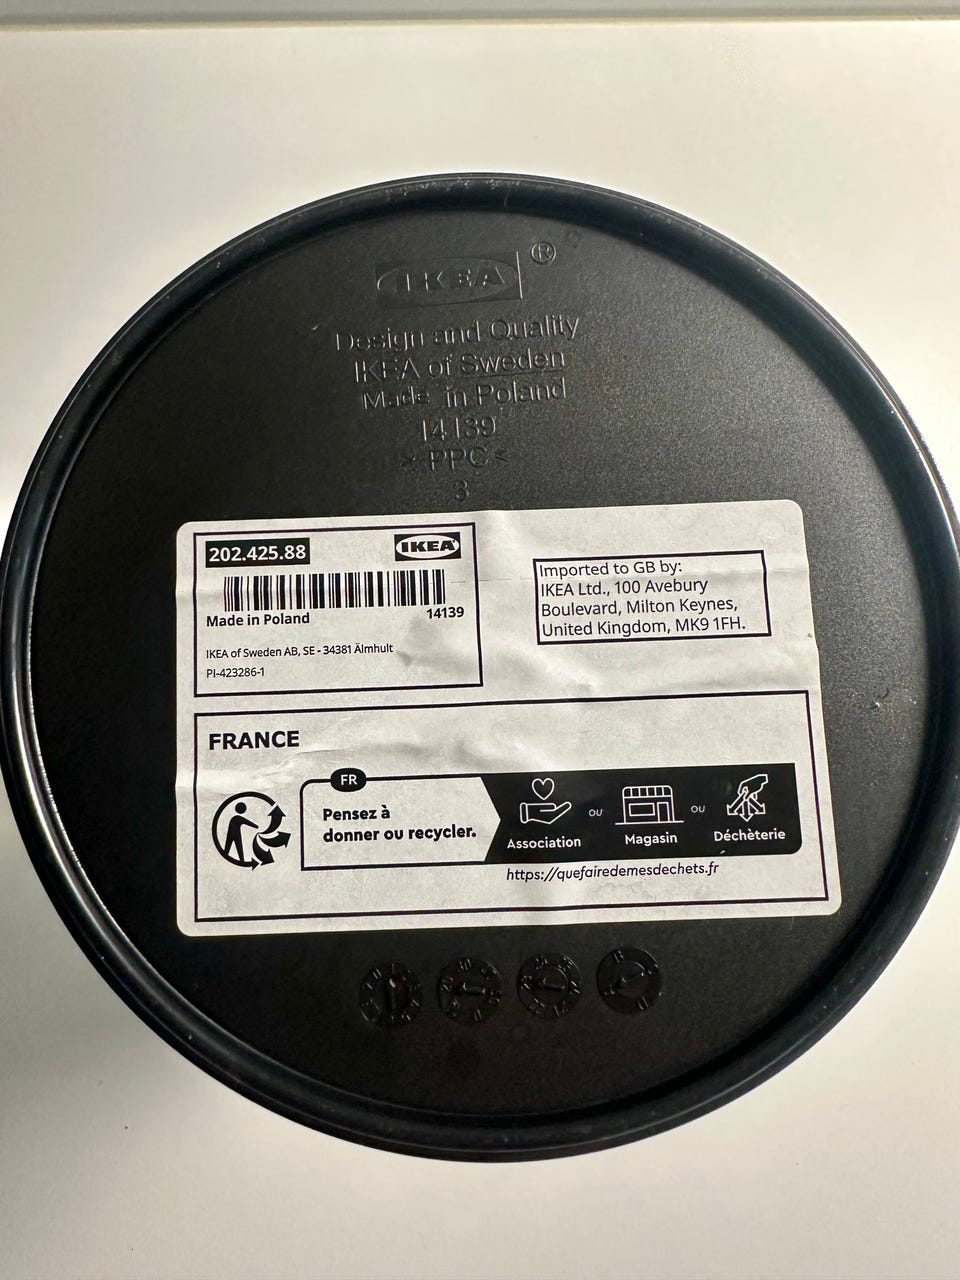 IKEA®
Design and Quality
IKEA of Sweden
Made in Poland
14139
> PPC <
3
202.425.88
IKEA
Made in Poland
14139
IKEA of Sweden AB, SE - 34381 Älmhult
PI-423286-1
Imported to GB by:
IKEA Ltd., 100 Avebury
Boulevard, Milton Keynes,
United Kingdom, MK9 1FH.
FRANCE
FR
Pensez à
donner ou recycler.
Association
OU
Magasin
OU
Déchèterie
https://quefairedemesdechets.fr